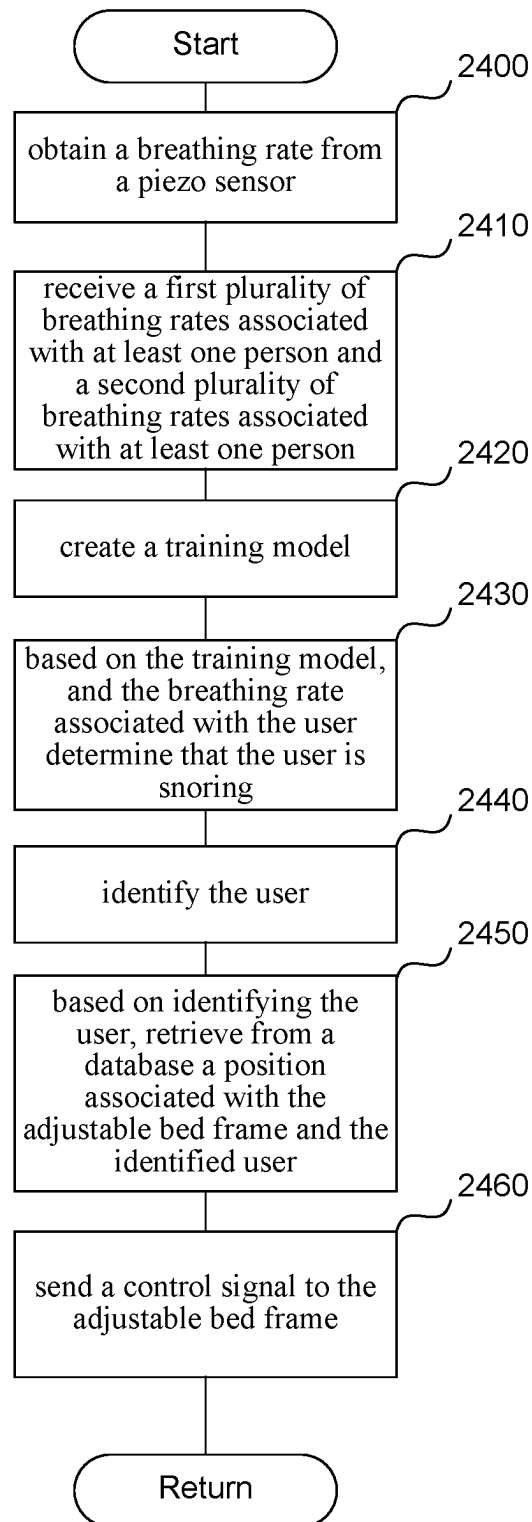 Start
2400
obtain a breathing rate from
a piezo sensor
2410
receive a first plurality of
breathing rates associated
with at least one person and
a second plurality of
breathing rates associated
with at least one person
2420
create a training model
2430
based on the training model,
and the breathing rate
associated with the user
determine that the user is
snoring
2440
identify the user
2450
based on identifying the
user, retrieve from a
database a position
associated with the
adjustable bed frame and the
identified user
2460
send a control signal to the
adjustable bed frame
Return